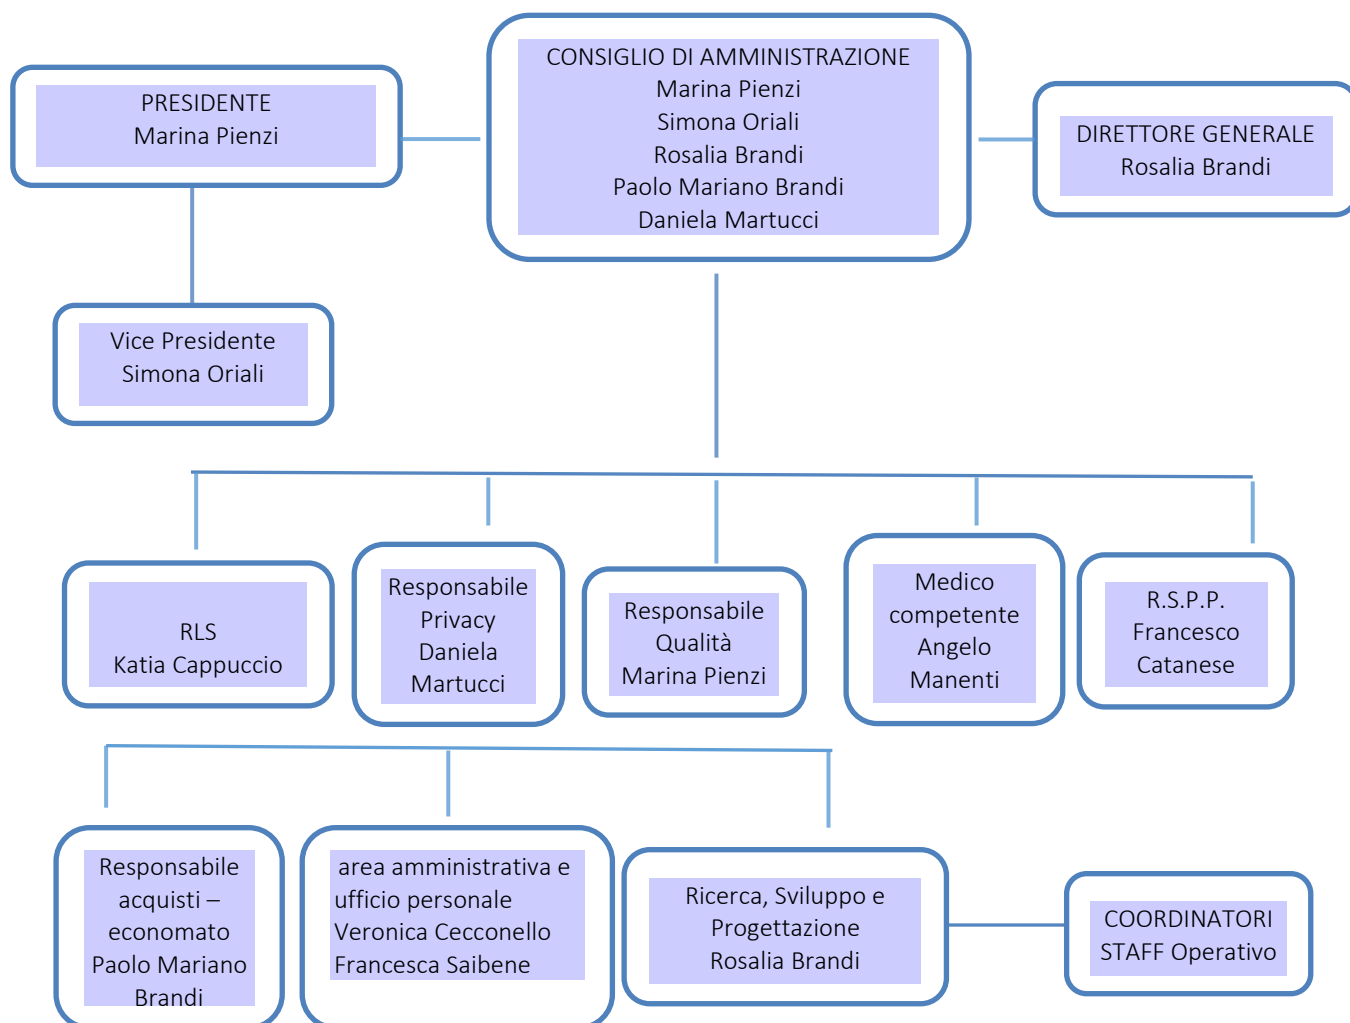 CONSIGLIO DI AMMINISTRAZIONE
Marina Pienzi
Simona Oriali
Rosalia Brandi
Paolo Mariano Brandi
Daniela Martucci
PRESIDENTE
Marina Pienzi
DIRETTORE GENERALE
Rosalia Brandi
Vice Presidente
Simona Oriali
RLS
Katia Cappuccio
Responsabile
Privacy
Daniela
Martucci
Responsabile
Qualità
Marina Pienzi
Medico
competente
Angelo
Manenti
R.S.P.P.
Francesco
Catanese
Responsabile
acquisti –
economato
Paolo Mariano
Brandi
area amministrativa e
ufficio personale
Veronica Cecconello
Francesca Saibene
Ricerca, Sviluppo e
Progettazione
Rosalia Brandi
COORDINATORI
STAFF Operativo